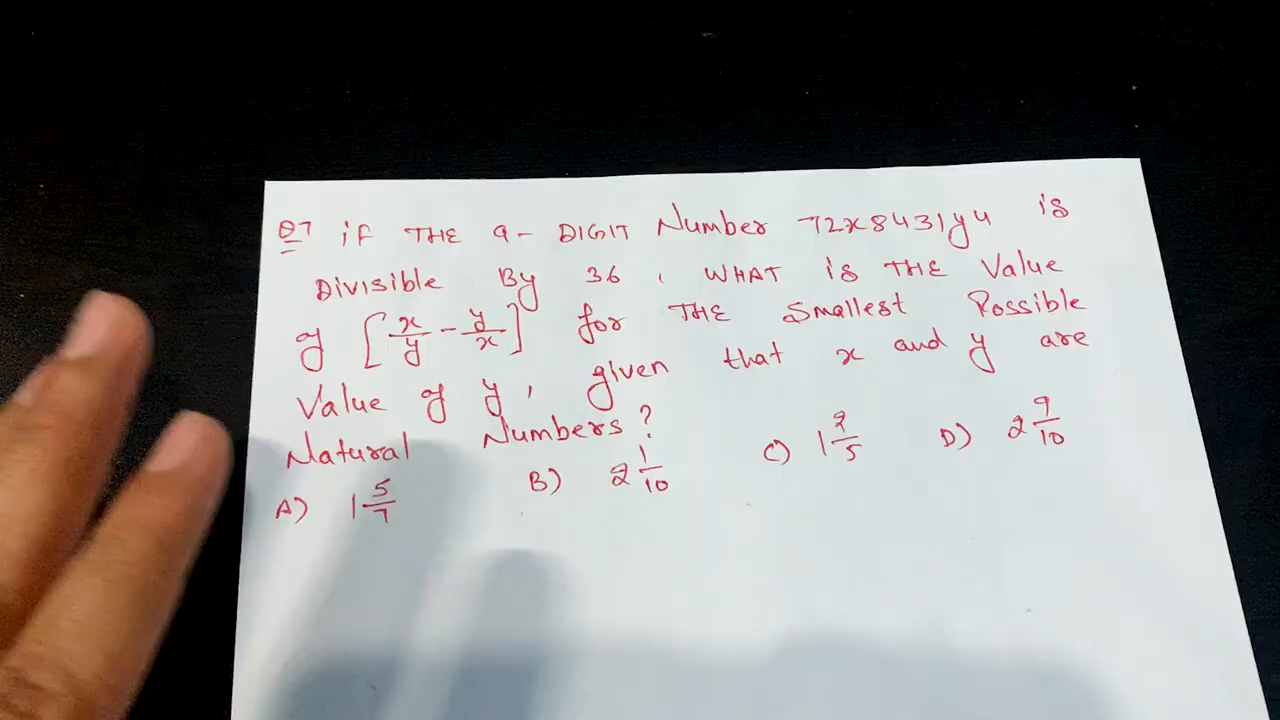 Q7 if THE 9- DIGIT Number 72x8431y4 is
Divisible By 36, WHAT is THE Value
of [x/y - y/x] for THE Smallest Possible
Value of y, given that x and y are
Natural Numbers?
A) 1 5/7 B) 2 1/10 C) 1 2/5 D) 2 9/10